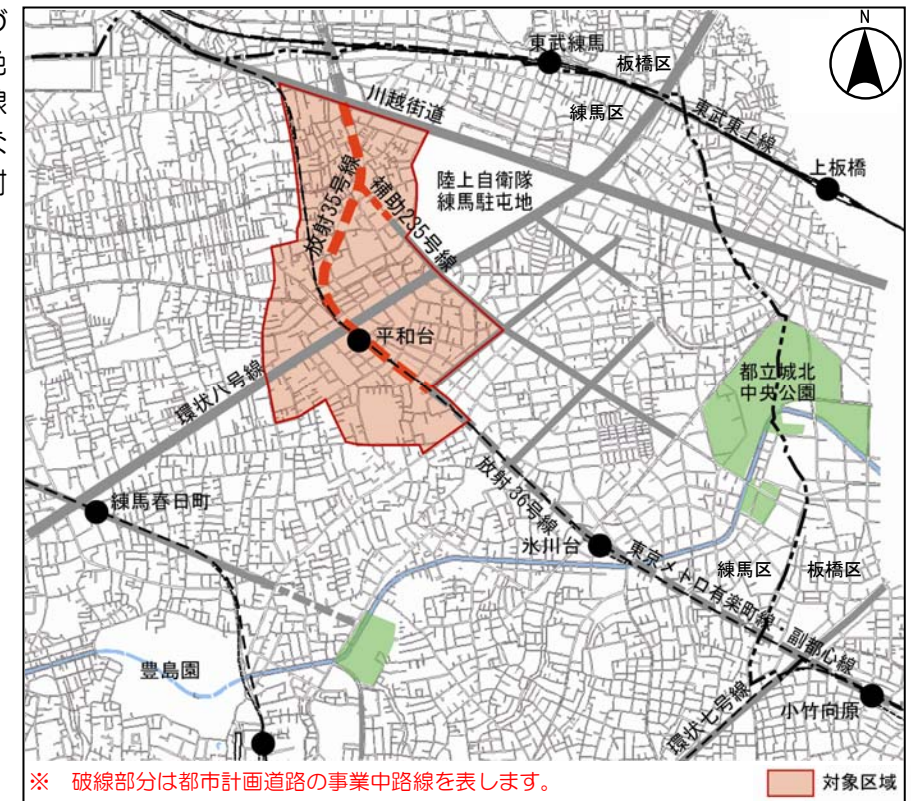 び
色
線
N
東武練馬
板橋区
練馬区
川越街道
東武東上線
上板橋
陸上自衛隊
練馬駐屯地
放射35号線
補助235号線
平和台
環状八号線
都立城北
中央公園
練馬春日町
放射36号線
氷川台
東京メトロ有楽町線・副都心線
練馬区
板橋区
豊島園
環状七号線
小竹向原
※ 破線部分は都市計画道路の事業中路線を表します。
対象区域